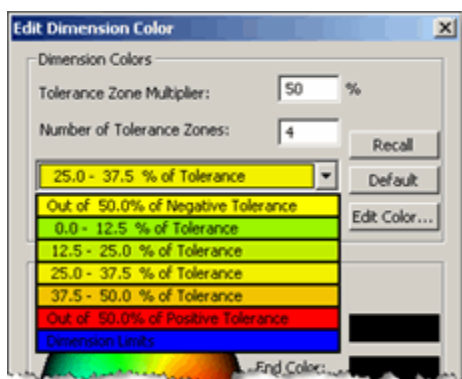 Edit Dimension Color
Dimension Colors
Tolerance Zone Multiplier: 50 %
Number of Tolerance Zones: 4
Recall
25.0 - 37.5 % of Tolerance
Default
Out of 50.0% of Negative Tolerance
Edit Color...
0.0 - 12.5 % of Tolerance
12.5 - 25.0 % of Tolerance
25.0 - 37.5 % of Tolerance
37.5 - 50.0 % of Tolerance
Out of 50.0% of Positive Tolerance
Dimension Limits
End Color: